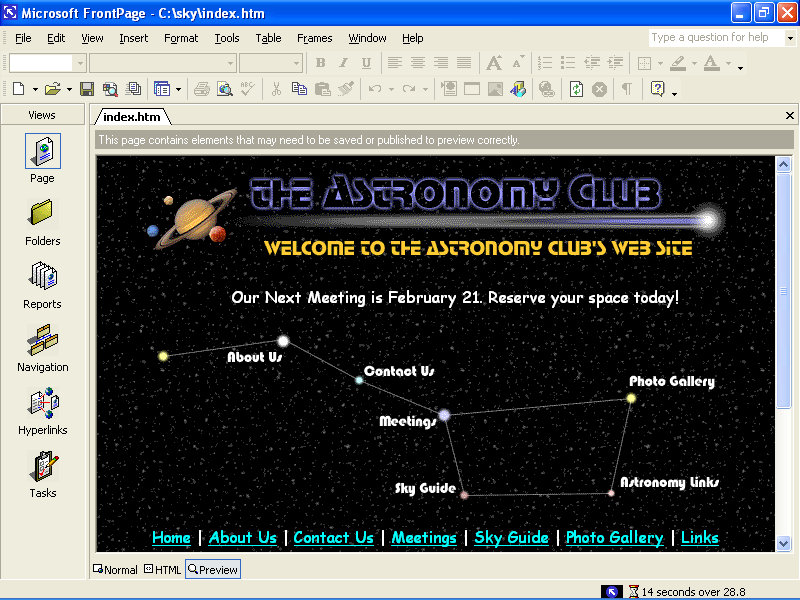 Microsoft FrontPage - C:\sky\index.htm
File Edit View Insert Format Tools Table Frames Window Help
Type a question for help
B I U
Views
index.htm
This page contains elements that may need to be saved or published to preview correctly.
Page
Folders
Reports
Navigation
Hyperlinks
Tasks
the Astronomy Club
Welcome to the Astronomy Club's Web Site
Our Next Meeting is February 21. Reserve your space today!
About Us
Contact Us
Photo Gallery
Meetings
Sky Guide
Astronomy Links
Home | About Us | Contact Us | Meetings | Sky Guide | Photo Gallery | Links
Normal HTML Preview
14 seconds over 28.8